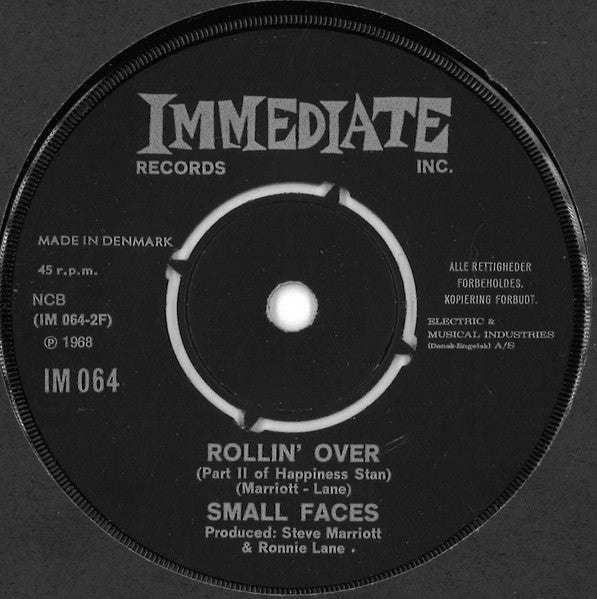 IMMEDIATE
RECORDS INC.
MADE IN DENMARK
45 r.p.m.
NCB
(IM 064-2F)
℗ 1968
IM 064
ALLE RETTIGHEDER
FORBEHOLDES.
KOPIERING FORBUDT.
ELECTRIC &
MUSICAL INDUSTRIES
(Dansk-Engelsk) A/S
ROLLIN' OVER
(Part II of Happiness Stan)
(Marriott - Lane)
SMALL FACES
Produced: Steve Marriott
& Ronnie Lane .